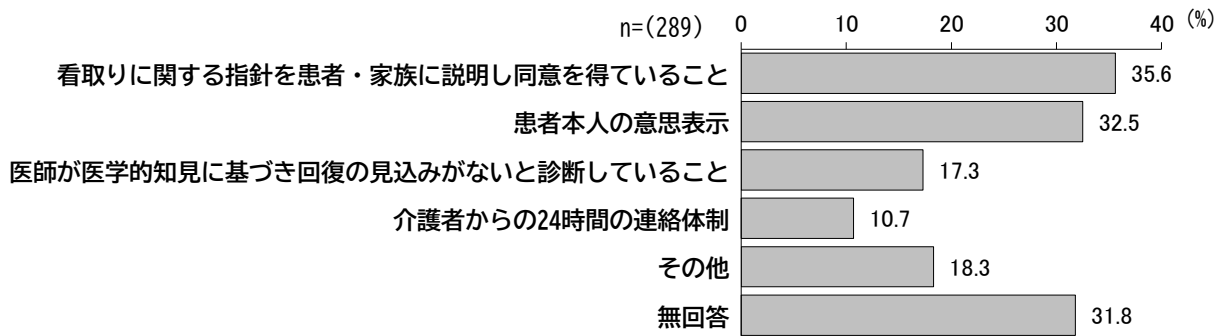 n=(289) 0 10 20 30 40 (%)
看取りに関する指針を患者・家族に説明し同意を得ていること 35.6
患者本人の意思表示 32.5
医師が医学的知見に基づき回復の見込みがないと診断していること 17.3
介護者からの24時間の連絡体制 10.7
その他 18.3
無回答 31.8